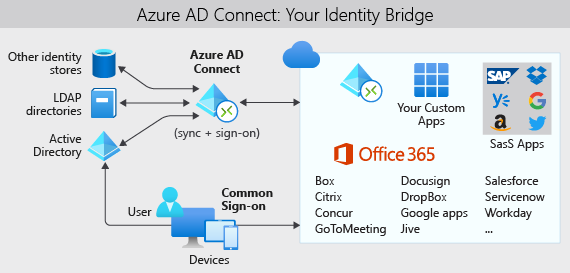 Azure AD Connect: Your Identity Bridge
Other identity
stores
LDAP
directories
Active
Directory
Azure AD
Connect
(sync + sign-on)
User
Common
Sign-on
Devices
Your Custom
Apps
SAP
SasS Apps
Office 365
Box
Citrix
Concur
GoToMeeting
Docusign
DropBox
Google apps
Jive
Salesforce
Servicenow
Workday
...